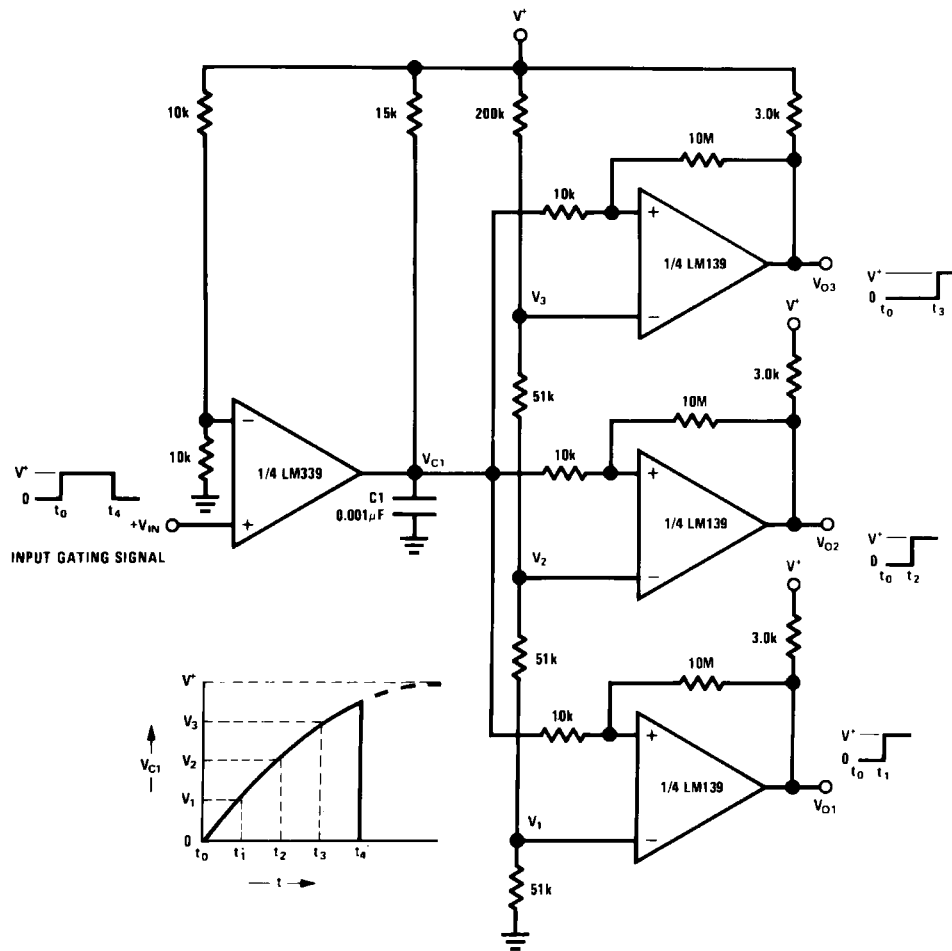 V+
10k
15k
200k
3.0k
10M
10k
+
1/4 LM139
−
VO3
V+
0
t0
t3
V3
V+
3.0k
51k
10M
10k
−
1/4 LM339
+
VC1
C1
0.001μF
10k
+
1/4 LM139
−
VO2
V+
0
t0
t2
V+
0
t0
t4
+VIN
INPUT GATING SIGNAL
10k
V2
V+
3.0k
51k
10M
10k
+
1/4 LM139
−
VO1
V+
0
t0
t1
V1
51k
V+
V3
V2
V1
0
VC1
t0
t1
t2
t3
t4
t